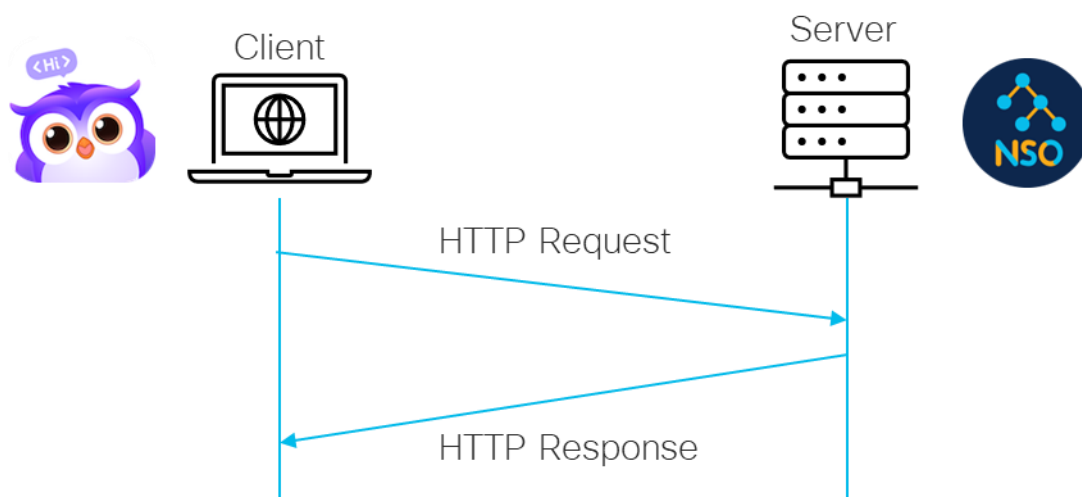 Server
Client
<Hi>
NSO
HTTP Request
HTTP Response